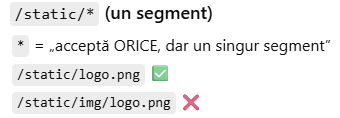 /static/* (un segment)
* = „acceptă ORICE, dar un singur segment”
/static/logo.png ✅
/static/img/logo.png ❌